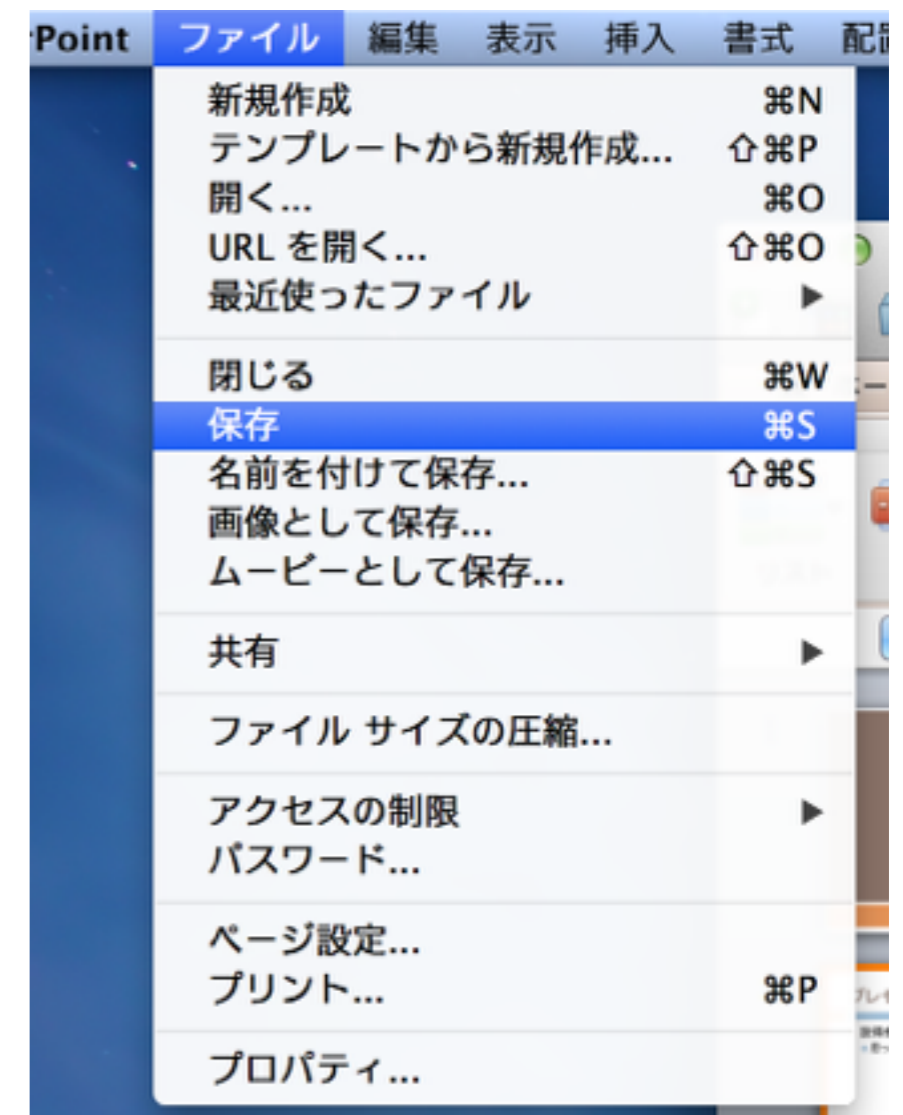 Point ファイル 編集 表示 挿入 書式
新規作成 ⌘N
テンプレートから新規作成... ⇧⌘P
開く... ⌘O
URL を開く... ⇧⌘O
最近使ったファイル ▶
閉じる ⌘W
保存 ⌘S
名前を付けて保存... ⇧⌘S
画像として保存...
ムービーとして保存...
共有 ▶
ファイル サイズの圧縮...
アクセスの制限 ▶
パスワード...
ページ設定...
プリント... ⌘P
プロパティ...